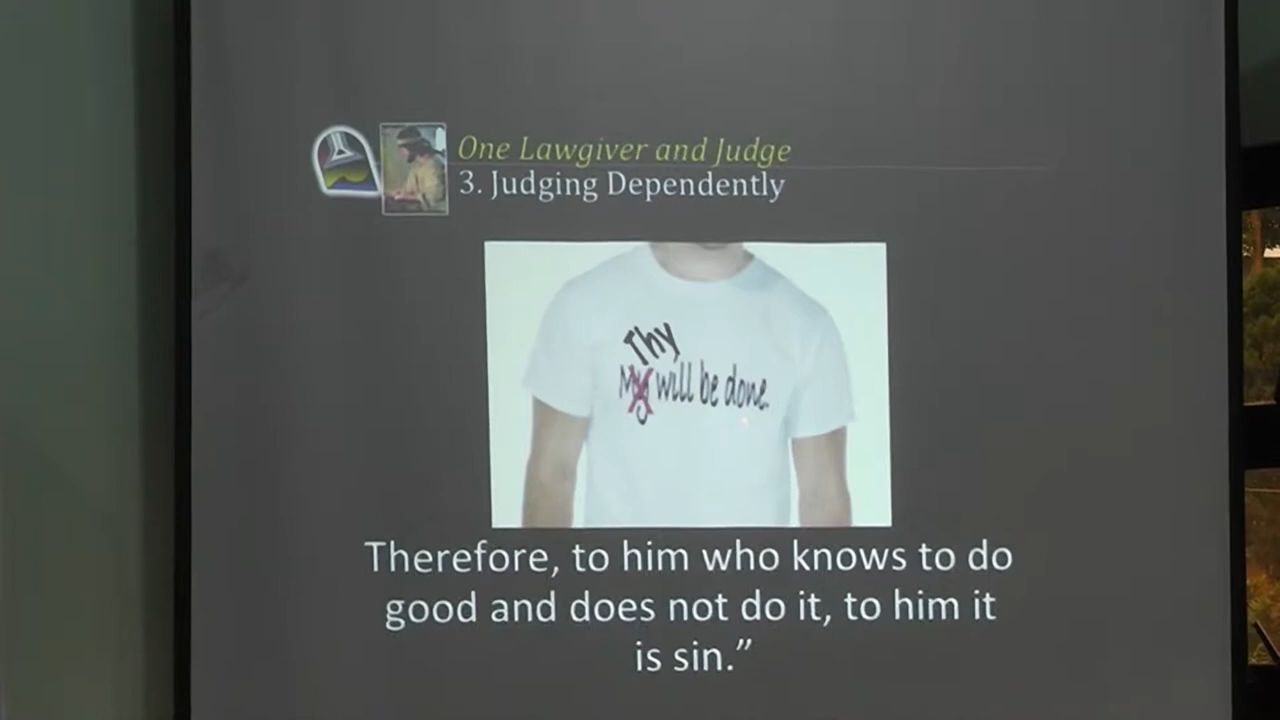 One Lawgiver and Judge
3. Judging Dependently
Thy
My will be done.
Therefore, to him who knows to do
good and does not do it, to him it
is sin.”